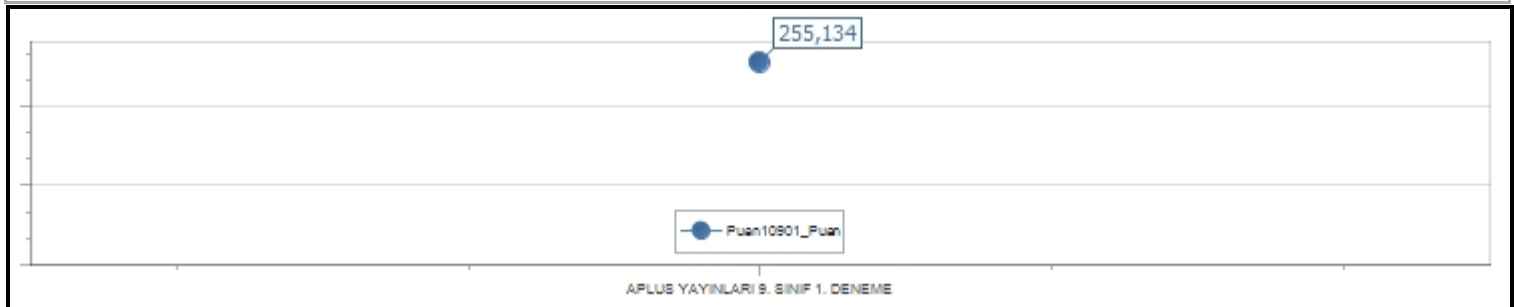 255,134
Puan10901_Puan
APLUS YAYINLARI 9. SINIF 1. DENEME